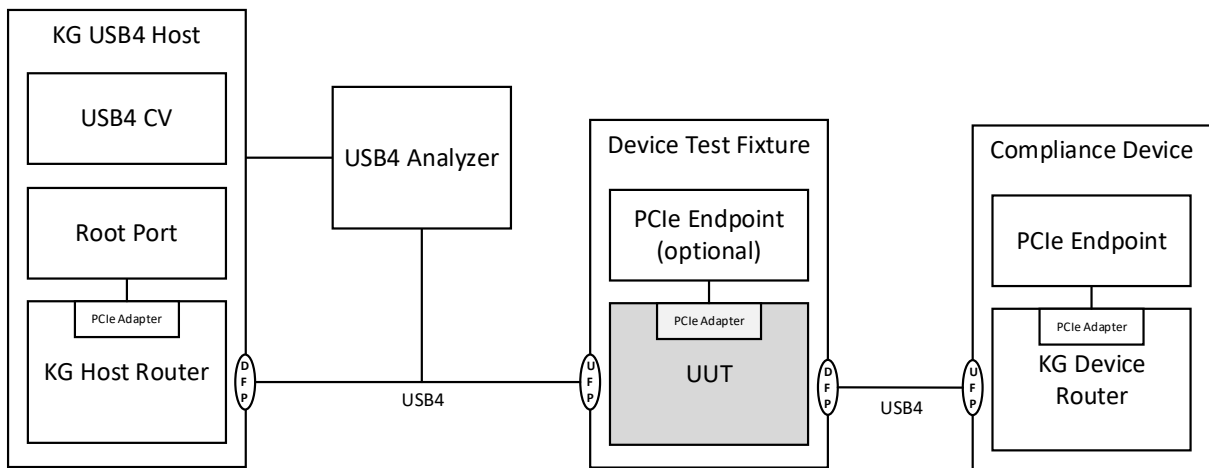 KG USB4 Host
USB4 CV
Root Port
PCIe Adapter
KG Host Router
DFP
USB4 Analyzer
USB4
Device Test Fixture
PCIe Endpoint
(optional)
PCIe Adapter
UUT
UFP
DFP
USB4
Compliance Device
PCIe Endpoint
PCIe Adapter
KG Device
Router
UFP